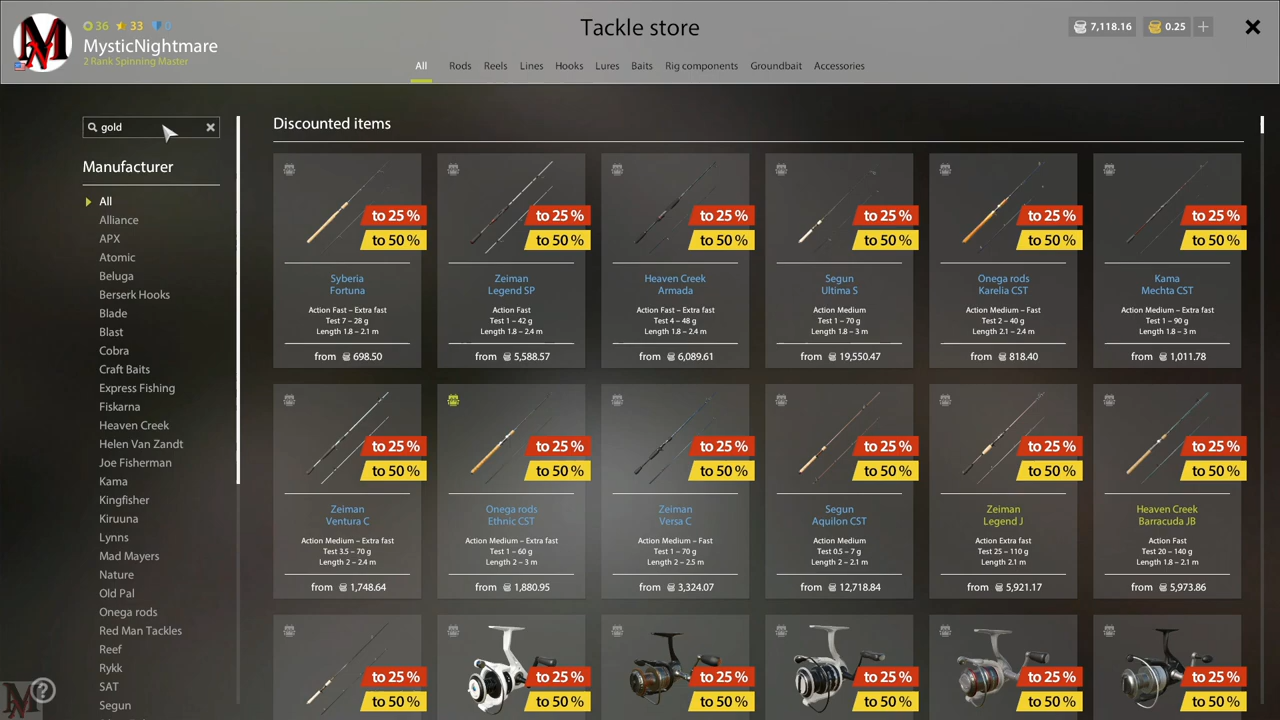 36 33 0
MysticNightmare
2 Rank Spinning Master
Tackle store
7,118.16 0.25 +
All Rods Reels Lines Hooks Lures Baits Rig components Groundbait Accessories
gold
Manufacturer
All
Alliance
APX
Atomic
Beluga
Berserk Hooks
Blade
Blast
Cobra
Craft Baits
Express Fishing
Fiskarna
Heaven Creek
Helen Van Zandt
Joe Fisherman
Kama
Kingfisher
Kiruuna
Lynns
Mad Mayers
Nature
Old Pal
Onega rods
Red Man Tackles
Reef
Rykk
SAT
Segun
Discounted items
to 25 % to 25 % to 25 % to 25 % to 25 % to 25 %
to 50 % to 50 % to 50 % to 50 % to 50 % to 50 %
Syberia Zeiman Heaven Creek Segun Onega rods Kama
Fortuna Legend SP Armada Ultima S Karelia CST Mechta CST
Action Fast – Extra fast Action Fast Action Fast – Extra fast Action Medium Action Medium – Fast Action Medium – Extra fast
Test 7 – 28 g Test 1 – 42 g Test 4 – 48 g Test 1 – 70 g Test 2 – 40 g Test 1 – 90 g
Length 1.8 – 2.1 m Length 1.8 – 2.4 m Length 1.8 – 2.4 m Length 1.8 – 3 m Length 2.1 – 2.4 m Length 1.8 – 3 m
from 698.50 from 5,588.57 from 6,089.61 from 19,550.47 from 818.40 from 1,011.78
to 25 % to 25 % to 25 % to 25 % to 25 % to 25 %
to 50 % to 50 % to 50 % to 50 % to 50 % to 50 %
Zeiman Onega rods Zeiman Segun Zeiman Heaven Creek
Ventura C Ethnic CST Versa C Aquilon CST Legend J Barracuda JB
Action Medium – Extra fast Action Medium – Extra fast Action Medium – Fast Action Medium Action Medium – Extra fast Action Fast
Test 3.5 – 70 g Test 1 – 60 g Test 1 – 70 g Test 0.5 – 7 g Test 25 – 110 g Test 20 – 140 g
Length 2 – 2.4 m Length 2 – 3 m Length 2 – 2.5 m Length 2 – 2.1 m Length 2.1 m Length 1.8 – 2.1 m
from 1,748.64 from 1,880.95 from 3,324.07 from 12,718.84 from 5,921.17 from 5,973.86
to 25 % to 25 % to 25 % to 25 % to 25 % to 25 %
to 50 % to 50 % to 50 % to 50 % to 50 % to 50 %